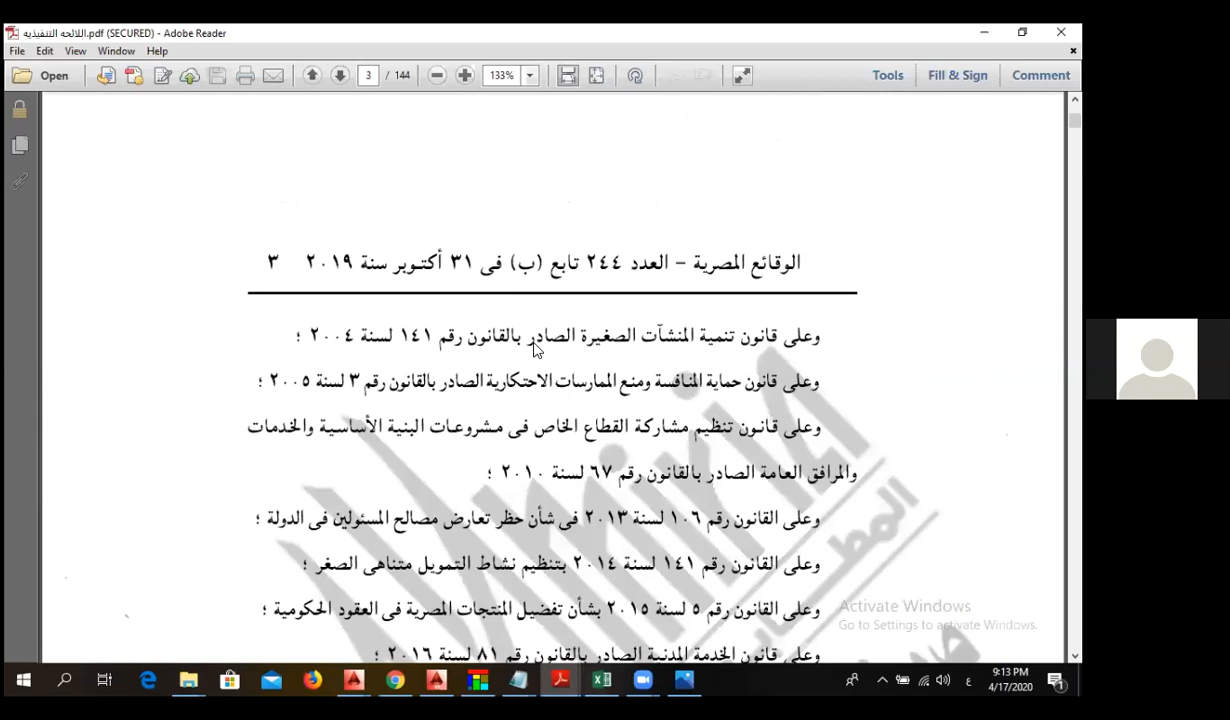 اللائحه التنفيذيه.pdf (SECURED) - Adobe Reader
File Edit View Window Help
Open 3 / 144 133% Tools Fill & Sign Comment
الوقائع المصرية – العدد ٢٤٤ تابع (ب) فى ٣١ أكتوبر سنة ٢٠١٩ ٣
وعلى قانون تنمية المنشآت الصغيرة الصادر بالقانون رقم ١٤١ لسنة ٢٠٠٤ ؛
وعلى قانون حماية المنافسة ومنع الممارسات الاحتكارية الصادر بالقانون رقم ٣ لسنة ٢٠٠٥ ؛
وعلى قانون تنظيم مشاركة القطاع الخاص فى مشروعات البنية الأساسية والخدمات
والمرافق العامة الصادر بالقانون رقم ٦٧ لسنة ٢٠١٠ ؛
وعلى القانون رقم ١٠٦ لسنة ٢٠١٣ فى شأن حظر تعارض مصالح المسئولين فى الدولة ؛
وعلى القانون رقم ١٤١ لسنة ٢٠١٤ بتنظيم نشاط التمويل متناهى الصغر ؛
وعلى القانون رقم ٥ لسنة ٢٠١٥ بشأن تفضيل المنتجات المصرية فى العقود الحكومية ؛
وعلى قانون الخدمة المدنية الصادر بالقانون رقم ٨١ لسنة ٢٠١٦ ؛
Activate Windows
Go to Settings to activate Windows.
9:13 PM
4/17/2020